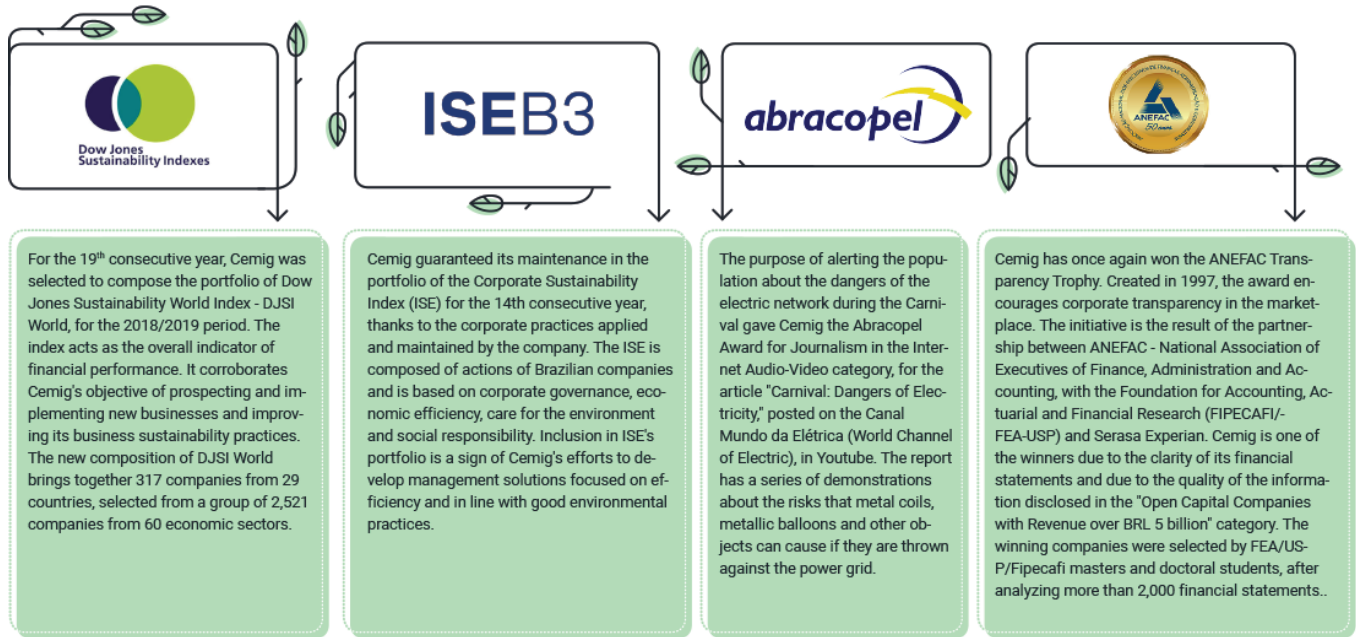 Dow Jones
Sustainability Indexes
ISEB3
abracopel
ANEFAC
50 anos
For the 19th consecutive year, Cemig was
selected to compose the portfolio of Dow
Jones Sustainability World Index - DJSI
World, for the 2018/2019 period. The
index acts as the overall indicator of
financial performance. It corroborates
Cemig's objective of prospecting and im-
plementing new businesses and improv-
ing its business sustainability practices.
The new composition of DJSI World
brings together 317 companies from 29
countries, selected from a group of 2,521
companies from 60 economic sectors.
Cemig guaranteed its maintenance in the
portfolio of the Corporate Sustainability
Index (ISE) for the 14th consecutive year,
thanks to the corporate practices applied
and maintained by the company. The ISE is
composed of actions of Brazilian companies
and is based on corporate governance, eco-
nomic efficiency, care for the environment
and social responsibility. Inclusion in ISE's
portfolio is a sign of Cemig's efforts to de-
velop management solutions focused on ef-
ficiency and in line with good environmental
practices.
The purpose of alerting the popu-
lation about the dangers of the
electric network during the Carni-
val gave Cemig the Abracopel
Award for Journalism in the Inter-
net Audio-Video category, for the
article "Carnival: Dangers of Elec-
tricity," posted on the Canal
Mundo da Elétrica (World Channel
of Electric), in Youtube. The report
has a series of demonstrations
about the risks that metal coils,
metallic balloons and other ob-
jects can cause if they are thrown
against the power grid.
Cemig has once again won the ANEFAC Trans-
parency Trophy. Created in 1997, the award en-
courages corporate transparency in the market-
place. The initiative is the result of the partner-
ship between ANEFAC - National Association of
Executives of Finance, Administration and Ac-
counting, with the Foundation for Accounting, Ac-
tuarial and Financial Research (FIPECAFI/-
FEA-USP) and Serasa Experian. Cemig is one of
the winners due to the clarity of its financial
statements and due to the quality of the informa-
tion disclosed in the "Open Capital Companies
with Revenue over BRL 5 billion" category. The
winning companies were selected by FEA/US-
P/Fipecafi masters and doctoral students, after
analyzing more than 2,000 financial statements..